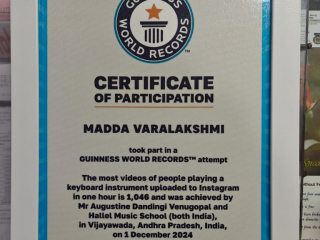 GUINNESS
WORLD RECORDS
TM
CERTIFICATE
OF PARTICIPATION
MADDA VARALAKSHMI
took part in a
GUINNESS WORLD RECORDS™ attempt
The most videos of people playing a
keyboard instrument uploaded to Instagram
in one hour is 1,046 and was achieved by
Mr Augustine Dandingi Venugopal and
Hallel Music School (both India),
in Vijayawada, Andhra Pradesh, India,
on 1 December 2024